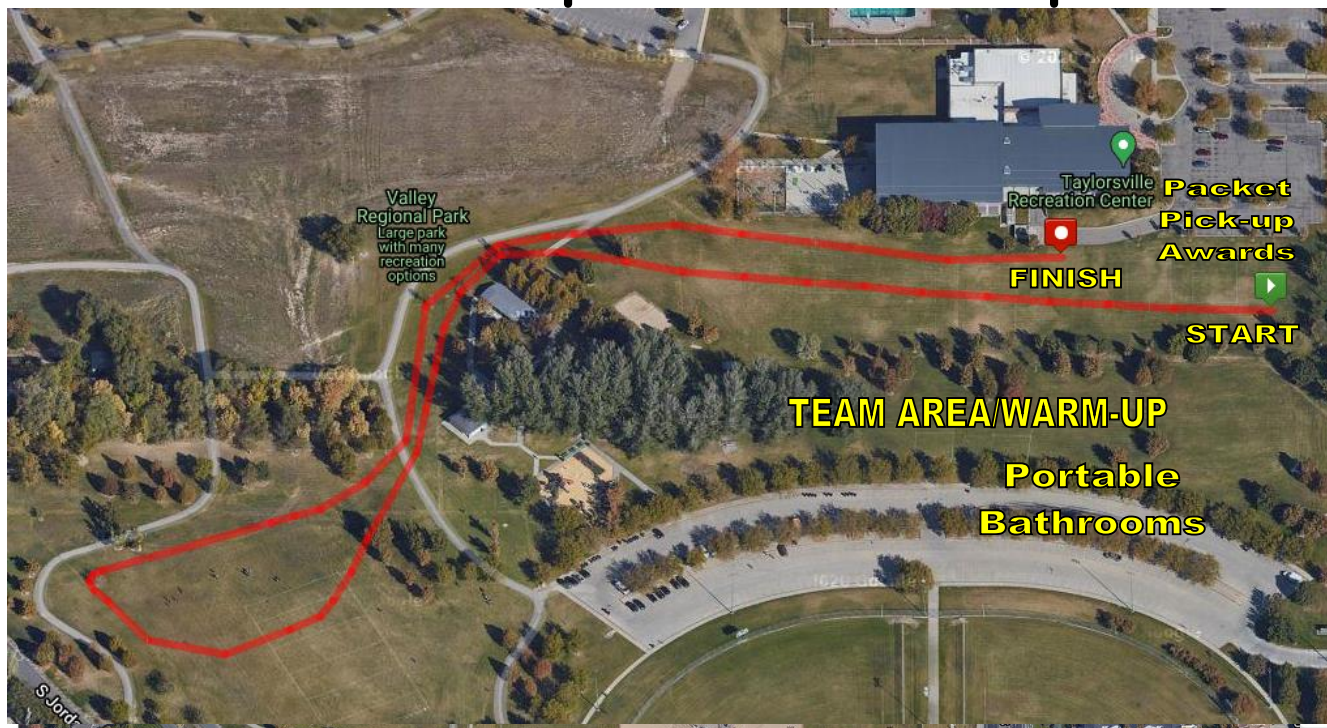 Valley
Regional Park
Large park
with many
recreation
options
Taylorsville
Recreation Center
Packet
Pick-up
Awards
FINISH
START
TEAM AREA/WARM-UP
Portable
Bathrooms
S Jorda